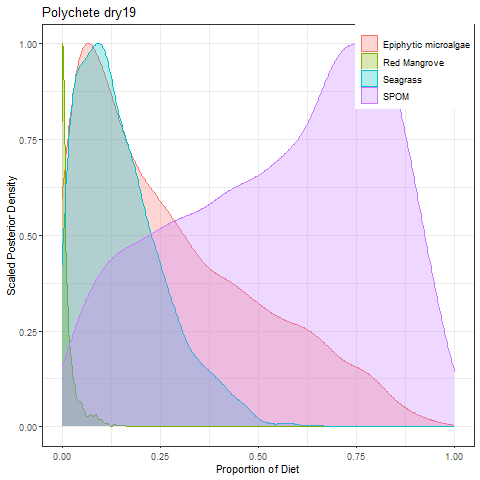 Polychete dry19
Epiphytic microalgae
Red Mangrove
Seagrass
SPOM
1.00
0.75
0.50
0.25
0.00
Scaled Posterior Density
0.00 0.25 0.50 0.75 1.00
Proportion of Diet